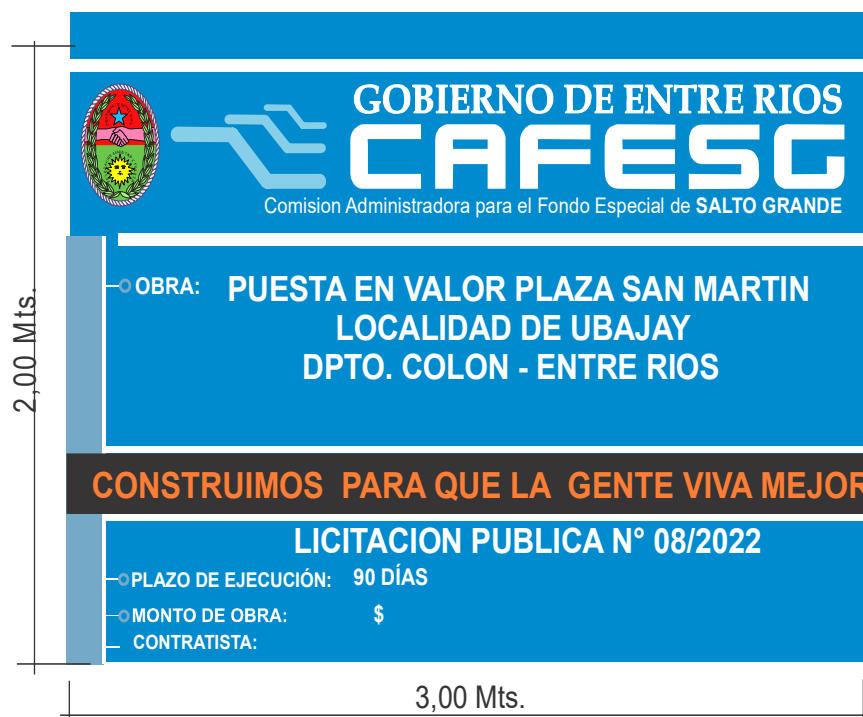 GOBIERNO DE ENTRE RIOS
CAFESG
Comision Administradora para el Fondo Especial de SALTO GRANDE
OBRA: PUESTA EN VALOR PLAZA SAN MARTIN
LOCALIDAD DE UBAJAY
DPTO. COLON - ENTRE RIOS
2,00 Mts.
CONSTRUIMOS PARA QUE LA GENTE VIVA MEJOR
LICITACION PUBLICA N° 08/2022
PLAZO DE EJECUCIÓN: 90 DÍAS
MONTO DE OBRA: $
CONTRATISTA:
3,00 Mts.